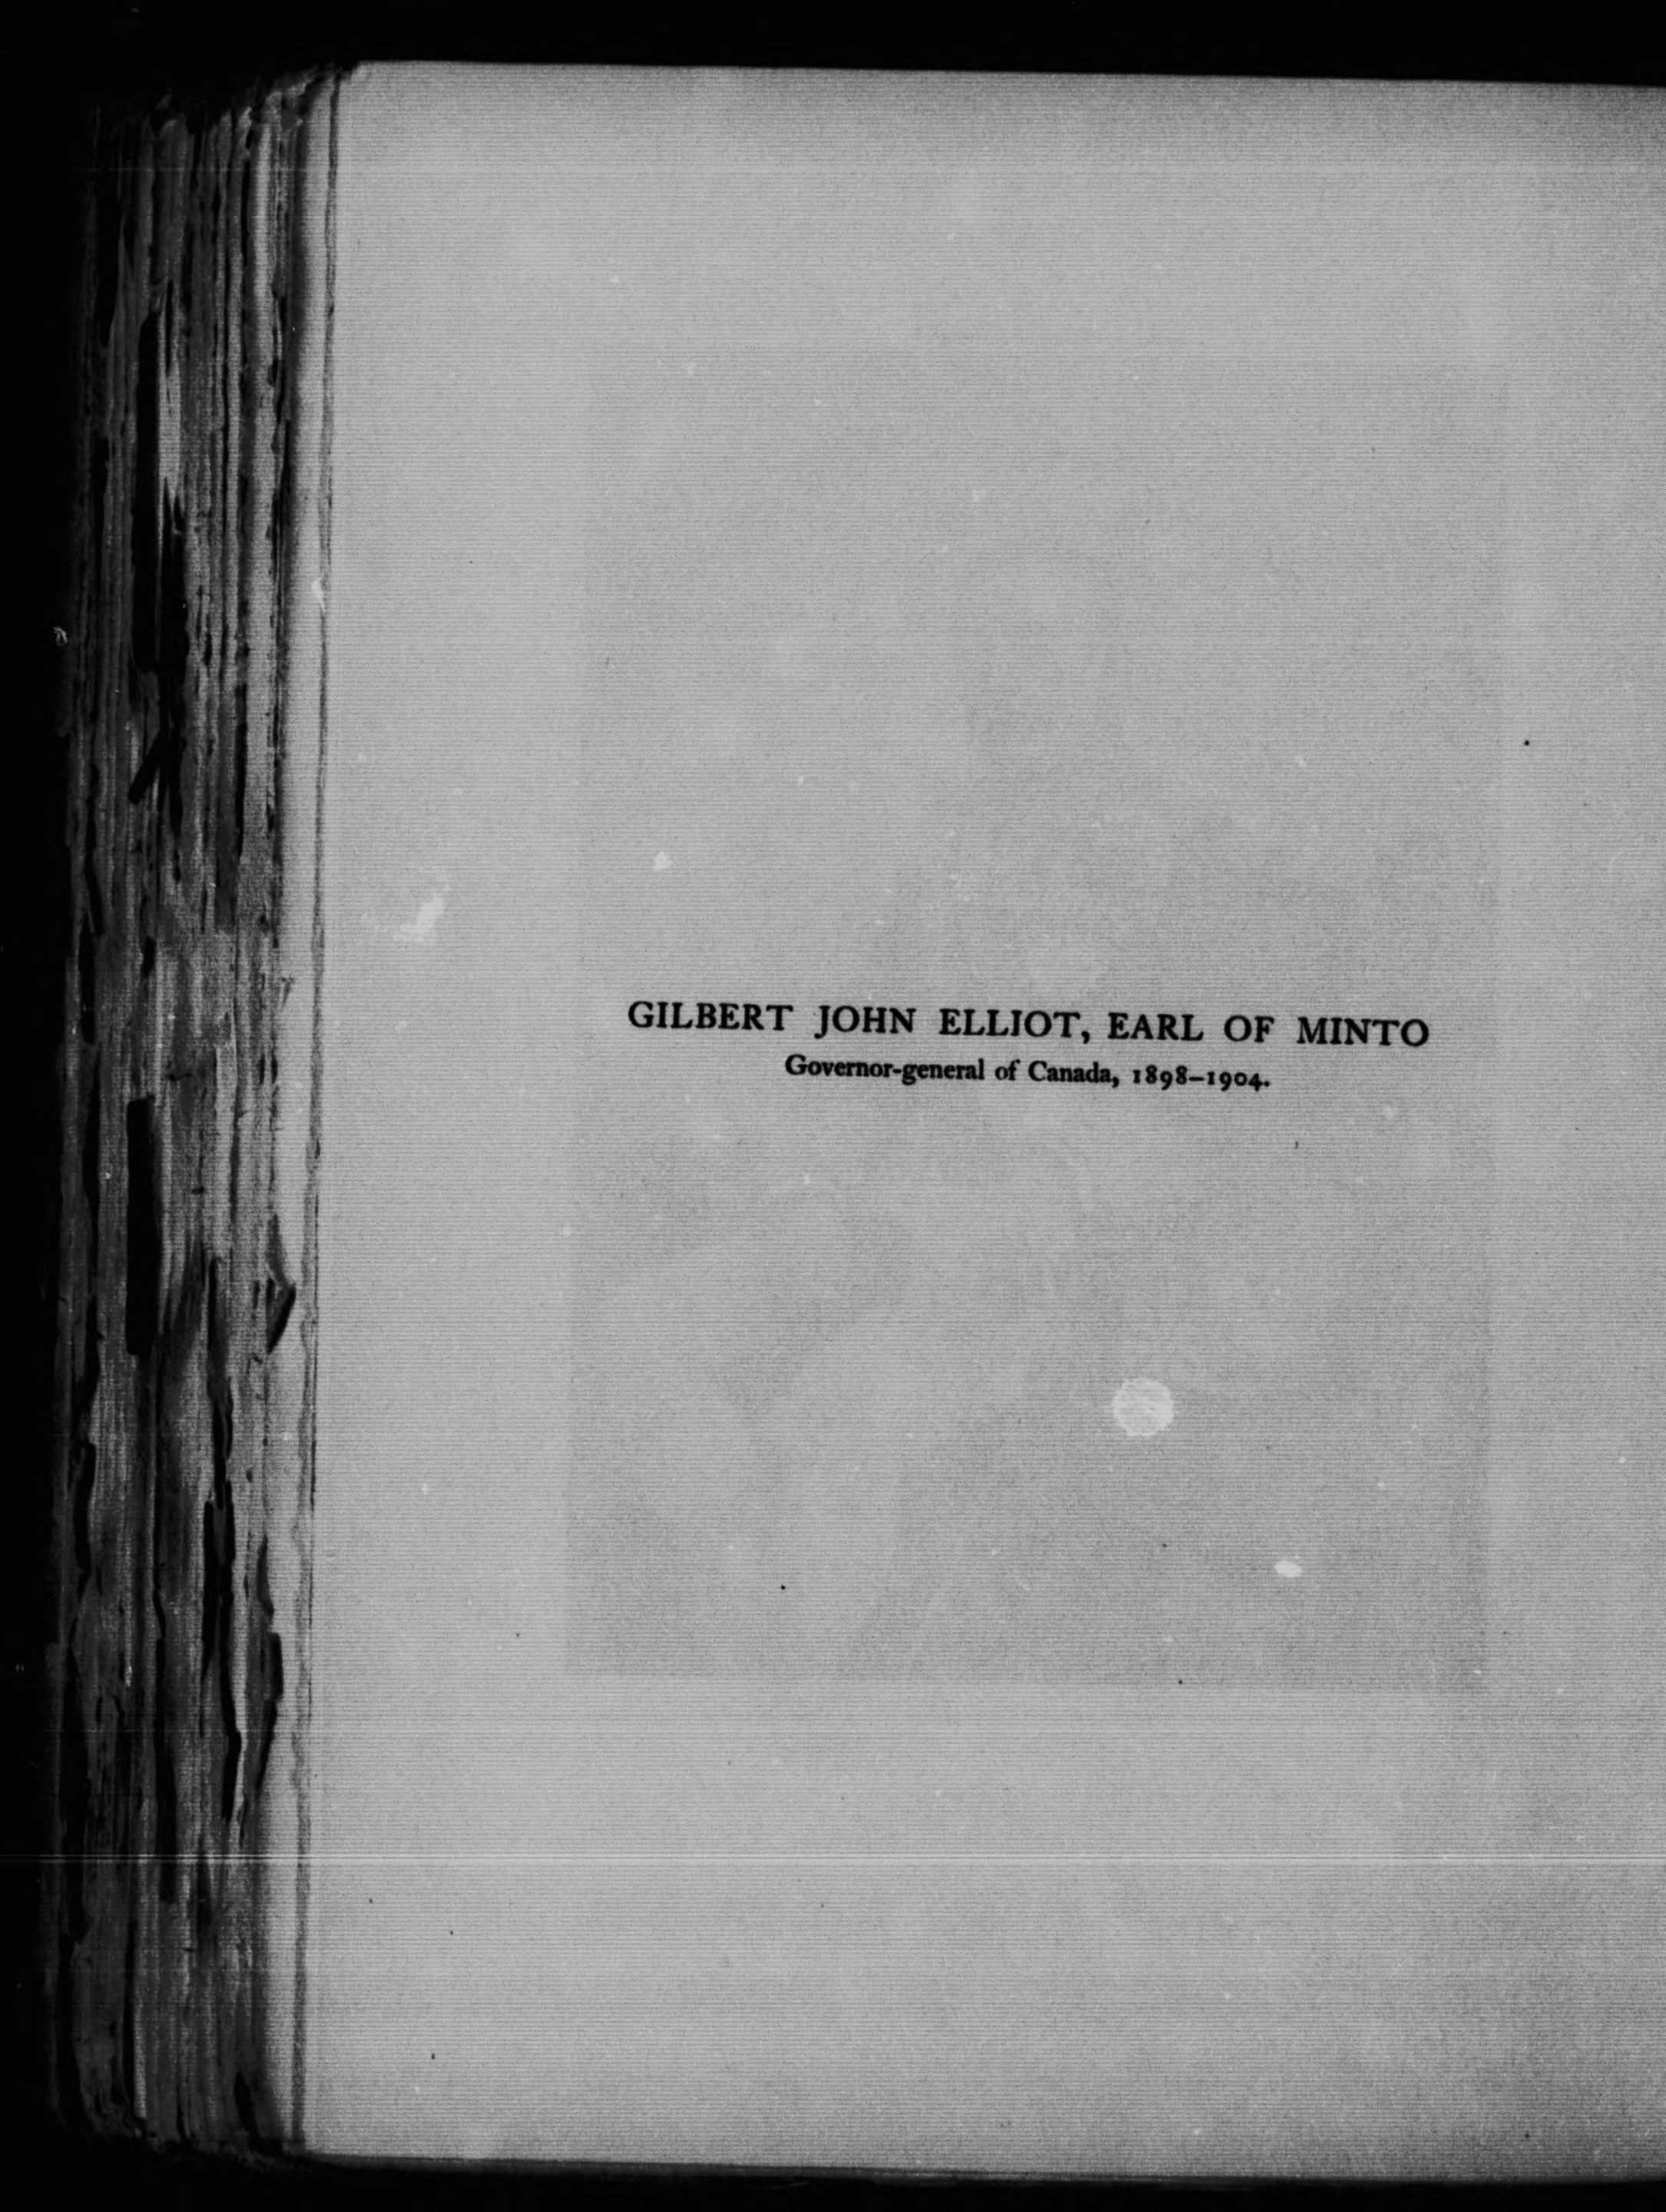 GILBERT JOHN ELLIOT, EARL OF MINTO
Governor-general of Canada, 1898–1904.